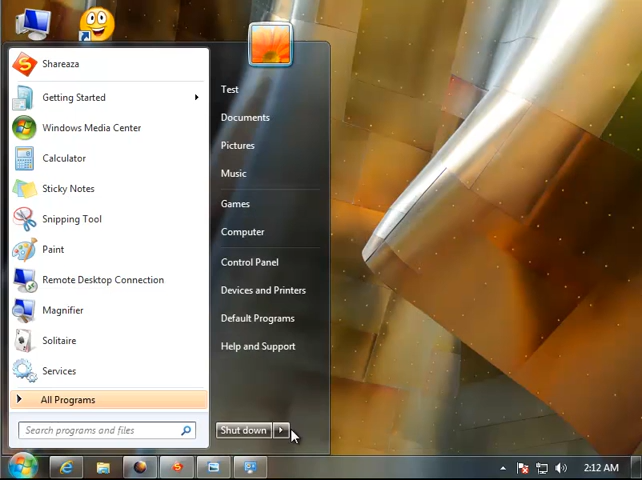 Shareaza
Getting Started
Windows Media Center
Calculator
Sticky Notes
Snipping Tool
Paint
Remote Desktop Connection
Magnifier
Solitaire
Services
All Programs
Search programs and files
Test
Documents
Pictures
Music
Games
Computer
Control Panel
Devices and Printers
Default Programs
Help and Support
Shut down
2:12 AM